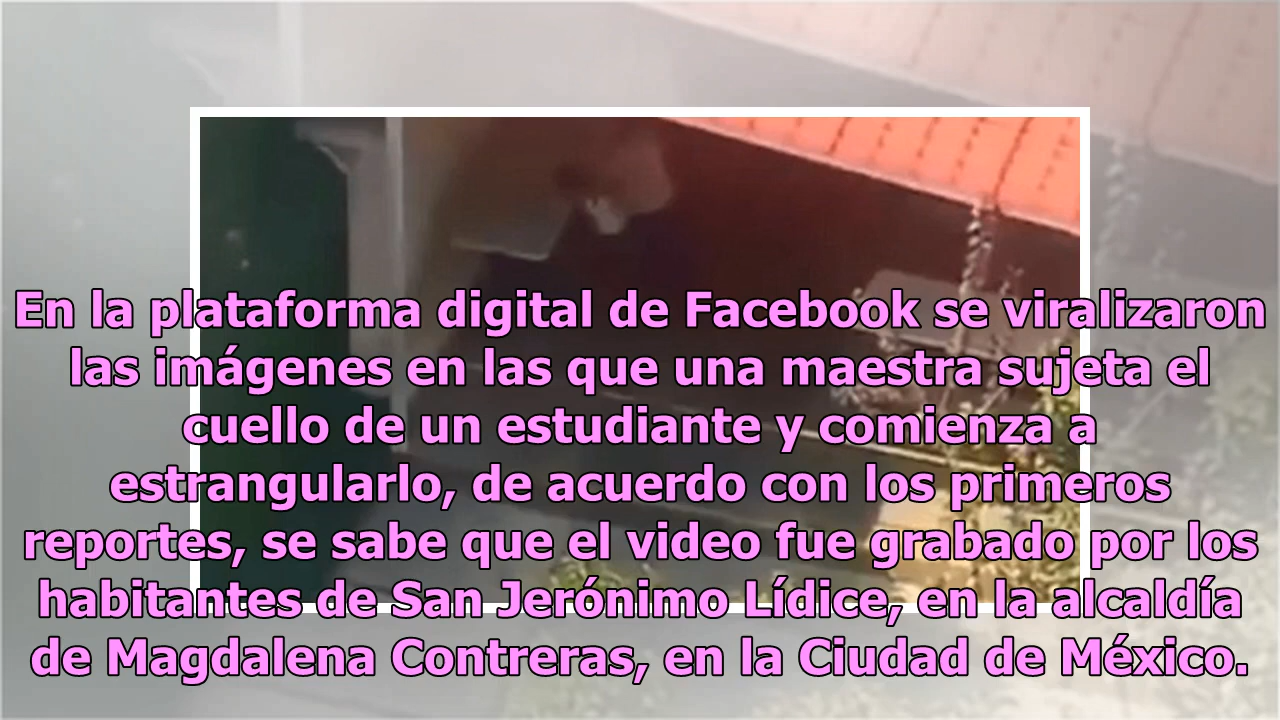 En la plataforma digital de Facebook se viralizaron
las imágenes en las que una maestra sujeta el
cuello de un estudiante y comienza a
estrangularlo, de acuerdo con los primeros
reportes, se sabe que el video fue grabado por los
habitantes de San Jerónimo Lídice, en la alcaldía
de Magdalena Contreras, en la Ciudad de México.